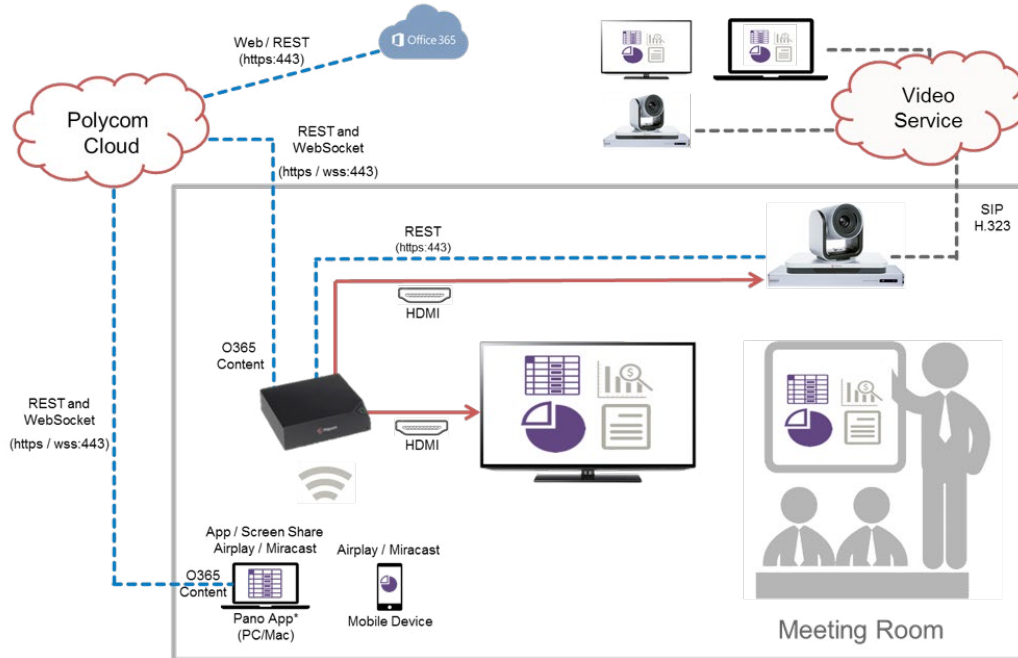 Office 365
Web / REST
(https:443)
Polycom
Cloud
REST and
WebSocket
(https / wss:443)
Video
Service
SIP
H.323
REST
(https:443)
HDMI
O365
Content
Polycom
HDMI
REST and
WebSocket
(https / wss:443)
App / Screen Share
Airplay / Miracast
Airplay / Miracast
O365
Content
Pano App*
(PC/Mac)
Mobile Device
Meeting Room